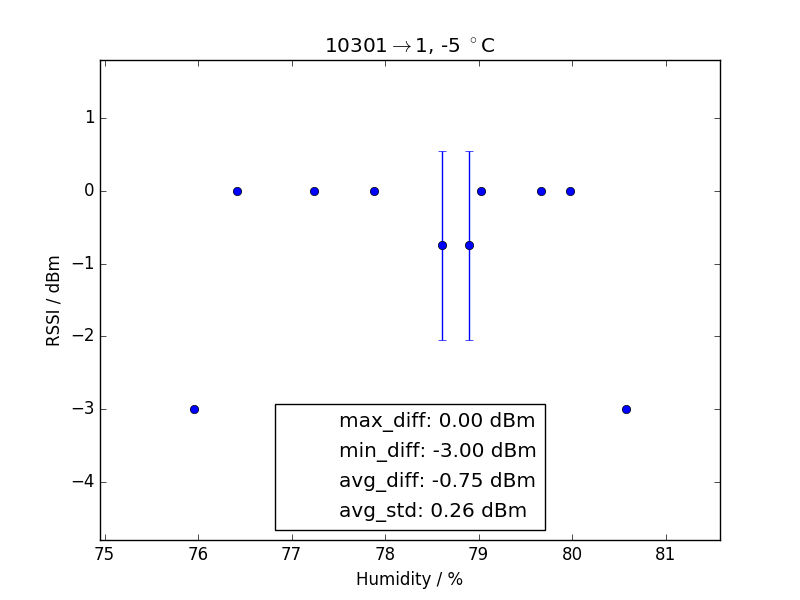 10301→1, -5 °C
RSSI / dBm
1
0
−1
−2
−3
−4
max_diff: 0.00 dBm
min_diff: -3.00 dBm
avg_diff: -0.75 dBm
avg_std: 0.26 dBm
75 76 77 78 79 80 81
Humidity / %